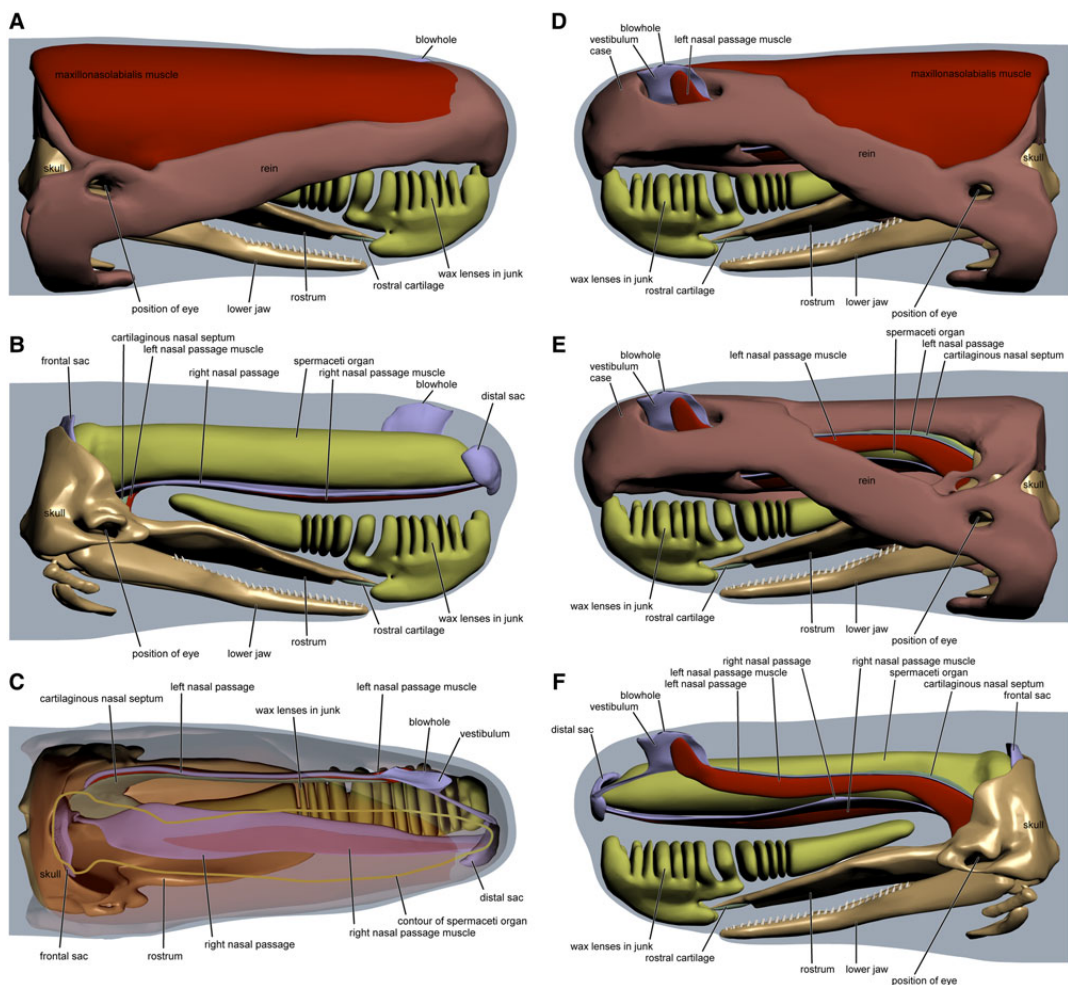 A
blowhole
maxillonasolabialis muscle
skull
rein
wax lenses in junk
rostral cartilage
rostrum
lower jaw
position of eye
B
cartilaginous nasal septum
left nasal passage muscle
frontal sac
spermaceti organ
right nasal passage
right nasal passage muscle
blowhole
distal sac
skull
wax lenses in junk
rostral cartilage
rostrum
position of eye
lower jaw
C
left nasal passage
left nasal passage muscle
cartilaginous nasal septum
wax lenses in junk
blowhole
vestibulum
skull
distal sac
contour of spermaceti organ
right nasal passage muscle
right nasal passage
frontal sac
rostrum
D
blowhole
vestibulum
left nasal passage muscle
case
maxillonasolabialis muscle
skull
rein
wax lenses in junk
rostral cartilage
rostrum
lower jaw
position of eye
E
spermaceti organ
left nasal passage
blowhole
left nasal passage muscle
cartilaginous nasal septum
vestibulum
case
skull
rein
wax lenses in junk
rostral cartilage
rostrum
lower jaw
position of eye
F
right nasal passage
right nasal passage muscle
left nasal passage muscle
spermaceti organ
left nasal passage
cartilaginous nasal septum
blowhole
frontal sac
vestibulum
distal sac
skull
wax lenses in junk
rostral cartilage
rostrum
lower jaw
position of eye